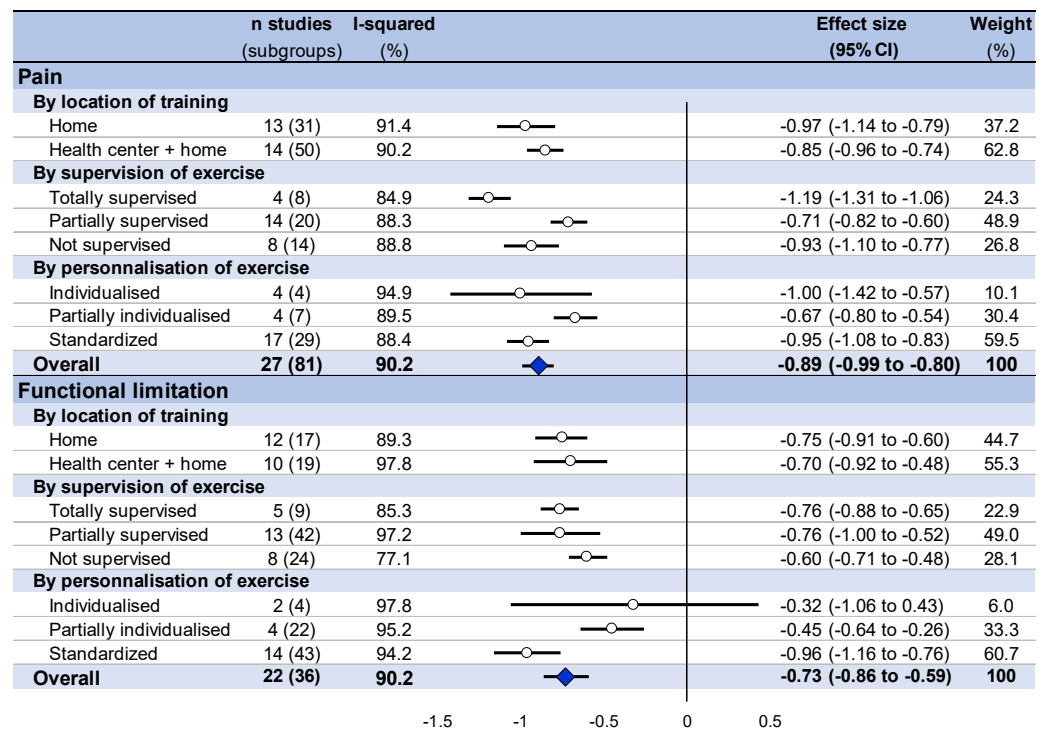 n studies I-squared Effect size Weight
(subgroups) (%) (95% CI) (%)
Pain
By location of training
Home 13 (31) 91.4 -0.97 (-1.14 to -0.79) 37.2
Health center + home 14 (50) 90.2 -0.85 (-0.96 to -0.74) 62.8
By supervision of exercise
Totally supervised 4 (8) 84.9 -1.19 (-1.31 to -1.06) 24.3
Partially supervised 14 (20) 88.3 -0.71 (-0.82 to -0.60) 48.9
Not supervised 8 (14) 88.8 -0.93 (-1.10 to -0.77) 26.8
By personnalisation of exercise
Individualised 4 (4) 94.9 -1.00 (-1.42 to -0.57) 10.1
Partially individualised 4 (7) 89.5 -0.67 (-0.80 to -0.54) 30.4
Standardized 17 (29) 88.4 -0.95 (-1.08 to -0.83) 59.5
Overall 27 (81) 90.2 -0.89 (-0.99 to -0.80) 100
Functional limitation
By location of training
Home 12 (17) 89.3 -0.75 (-0.91 to -0.60) 44.7
Health center + home 10 (19) 97.8 -0.70 (-0.92 to -0.48) 55.3
By supervision of exercise
Totally supervised 5 (9) 85.3 -0.76 (-0.88 to -0.65) 22.9
Partially supervised 13 (42) 97.2 -0.76 (-1.00 to -0.52) 49.0
Not supervised 8 (24) 77.1 -0.60 (-0.71 to -0.48) 28.1
By personnalisation of exercise
Individualised 2 (4) 97.8 -0.32 (-1.06 to 0.43) 6.0
Partially individualised 4 (22) 95.2 -0.45 (-0.64 to -0.26) 33.3
Standardized 14 (43) 94.2 -0.96 (-1.16 to -0.76) 60.7
Overall 22 (36) 90.2 -0.73 (-0.86 to -0.59) 100
-1.5 -1 -0.5 0 0.5